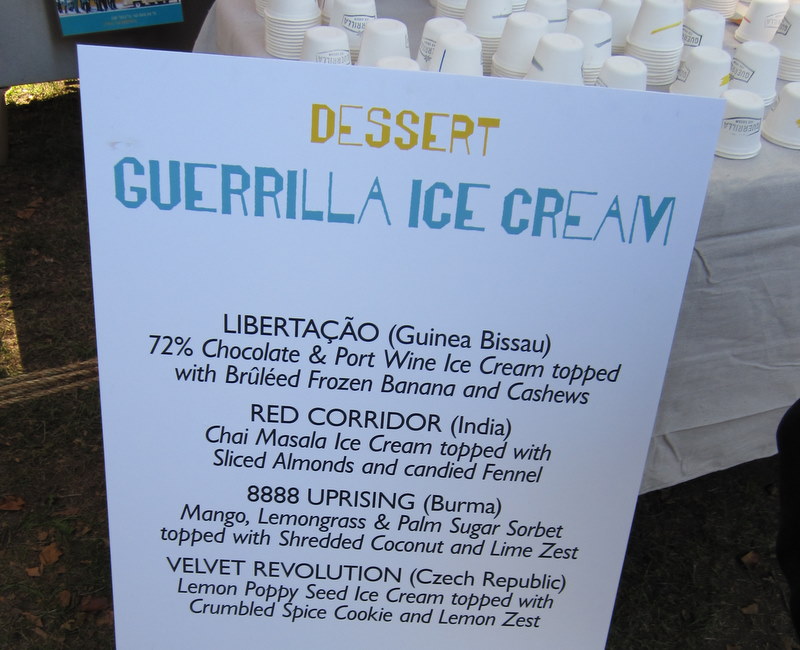 DESSERT
GUERRILLA ICE CREAM
LIBERTAÇÃO (Guinea Bissau)
72% Chocolate & Port Wine Ice Cream topped
with Brûléed Frozen Banana and Cashews
RED CORRIDOR (India)
Chai Masala Ice Cream topped with
Sliced Almonds and candied Fennel
8888 UPRISING (Burma)
Mango, Lemongrass & Palm Sugar Sorbet
topped with Shredded Coconut and Lime Zest
VELVET REVOLUTION (Czech Republic)
Lemon Poppy Seed Ice Cream topped with
Crumbled Spice Cookie and Lemon Zest